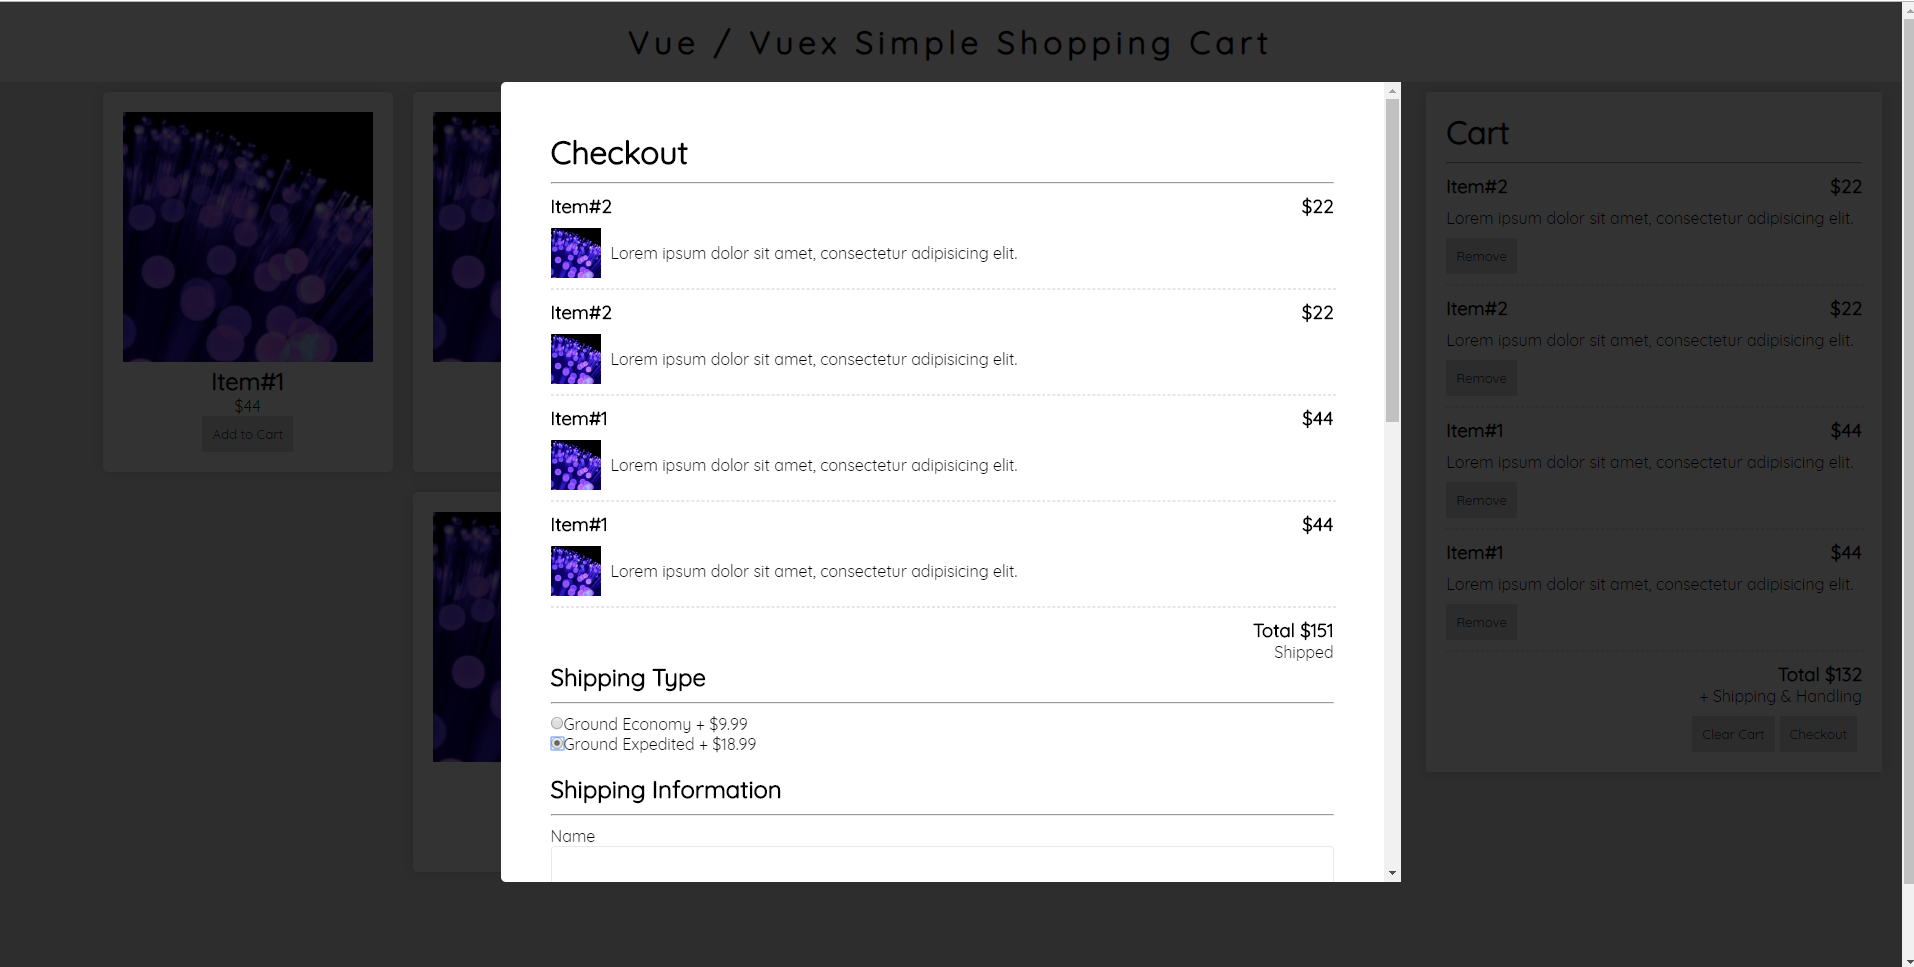 Vue / Vuex Simple Shopping Cart
Item#1
$44
Add to Cart
Checkout
Item#2 $22
Lorem ipsum dolor sit amet, consectetur adipisicing elit.
Item#2 $22
Lorem ipsum dolor sit amet, consectetur adipisicing elit.
Item#1 $44
Lorem ipsum dolor sit amet, consectetur adipisicing elit.
Item#1 $44
Lorem ipsum dolor sit amet, consectetur adipisicing elit.
Total $151
Shipped
Shipping Type
Ground Economy + $9.99
Ground Expedited + $18.99
Shipping Information
Name
Cart
Item#2 $22
Lorem ipsum dolor sit amet, consectetur adipisicing elit.
Remove
Item#2 $22
Lorem ipsum dolor sit amet, consectetur adipisicing elit.
Remove
Item#1 $44
Lorem ipsum dolor sit amet, consectetur adipisicing elit.
Remove
Item#1 $44
Lorem ipsum dolor sit amet, consectetur adipisicing elit.
Remove
Total $132
+ Shipping & Handling
Clear Cart Checkout